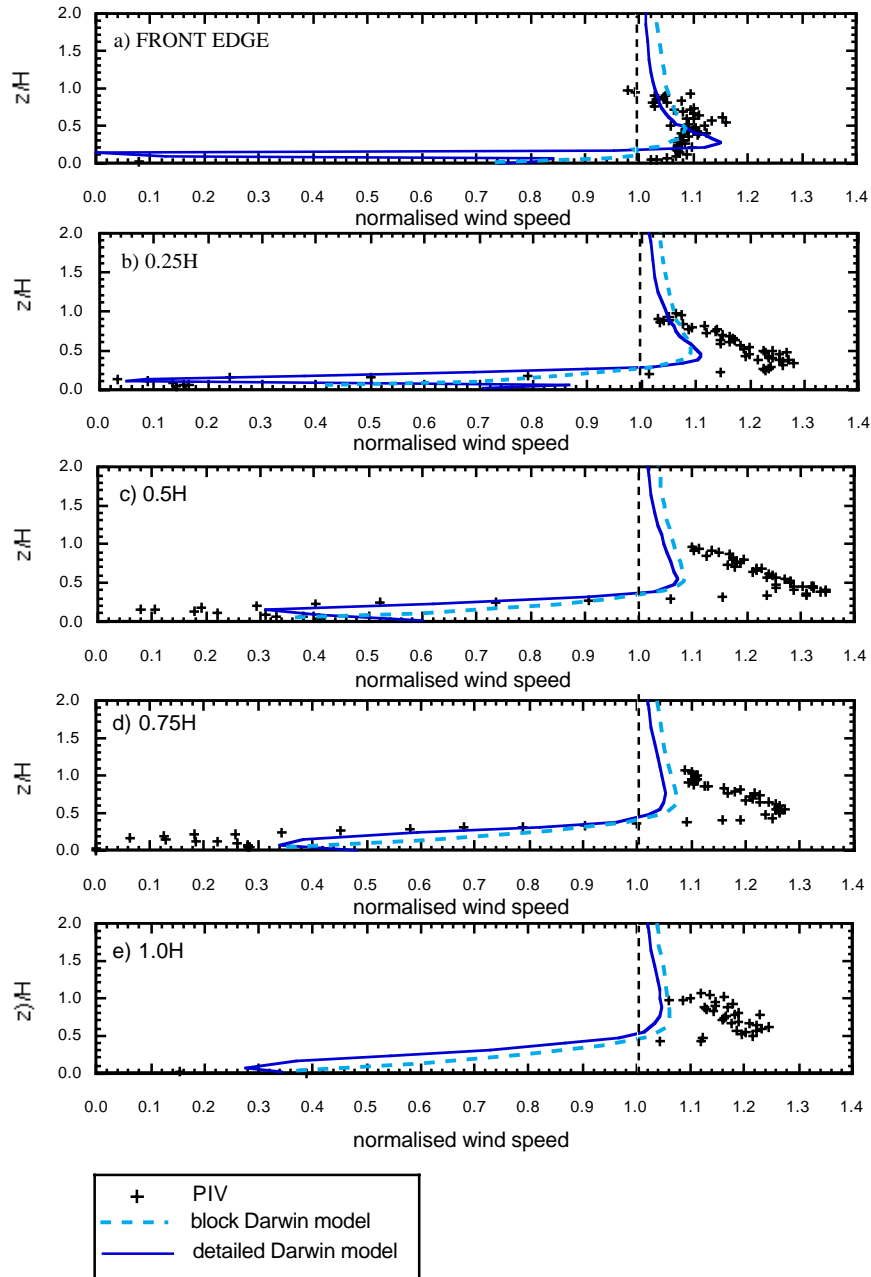 2.0
a) FRONT EDGE
1.5
z/H
1.0
0.5
0.0
0.0 0.1 0.2 0.3 0.4 0.5 0.6 0.7 0.8 0.9 1.0 1.1 1.2 1.3 1.4
normalised wind speed
2.0
b) 0.25H
1.5
z/H
1.0
0.5
0.0
0.0 0.1 0.2 0.3 0.4 0.5 0.6 0.7 0.8 0.9 1.0 1.1 1.2 1.3 1.4
normalised wind speed
2.0
c) 0.5H
1.5
z/H
1.0
0.5
0.0
0.0 0.1 0.2 0.3 0.4 0.5 0.6 0.7 0.8 0.9 1.0 1.1 1.2 1.3 1.4
normalised wind speed
2.0
d) 0.75H
1.5
z/H
1.0
0.5
0.0
0.0 0.1 0.2 0.3 0.4 0.5 0.6 0.7 0.8 0.9 1.0 1.1 1.2 1.3 1.4
normalised wind speed
2.0
e) 1.0H
1.5
z)/H
1.0
0.5
0.0
0.0 0.1 0.2 0.3 0.4 0.5 0.6 0.7 0.8 0.9 1.0 1.1 1.2 1.3 1.4
normalised wind speed
PIV
block Darwin model
detailed Darwin model